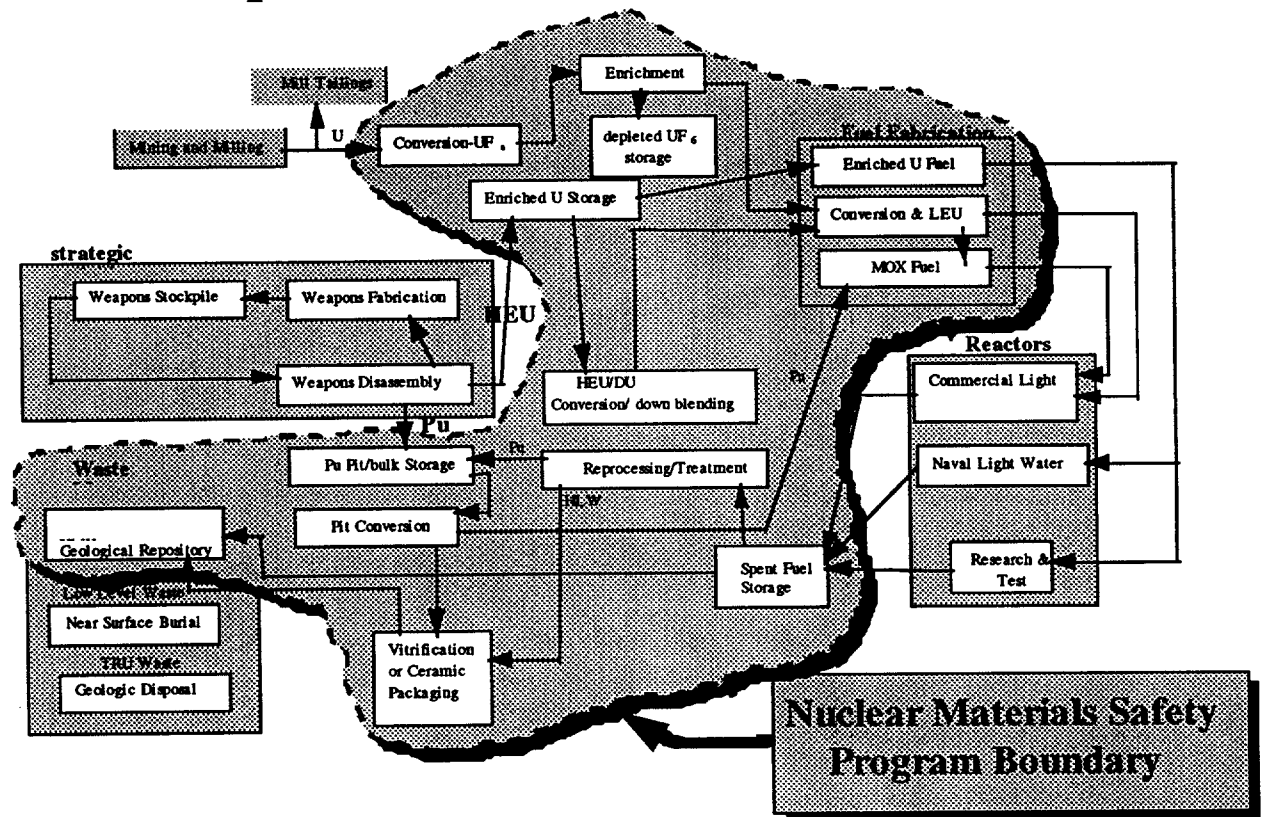 Mill Tailings
Enrichment
U
Mining and Milling
Conversion-UF 6
depleted UF 6
storage
Fuel Fabrication
Enriched U Fuel
Enriched U Storage
Conversion & LEU
MOX Fuel
strategic
Weapons Stockpile
Weapons Fabrication
HEU
Weapons Disassembly
HEU/DU
Conversion/ down blending
Pu
Reactors
Commercial Light
Pu
Waste
Pu Pit/bulk Storage
Pu
Reprocessing/Treatment
HLW
Naval Light Water
Pit Conversion
Geological Repository
Spent Fuel
Storage
Research &
Test
Low Level Waste
Near Surface Burial
TRU Waste
Geologic Disposal
Vitrification
or Ceramic
Packaging
Nuclear Materials Safety
Program Boundary